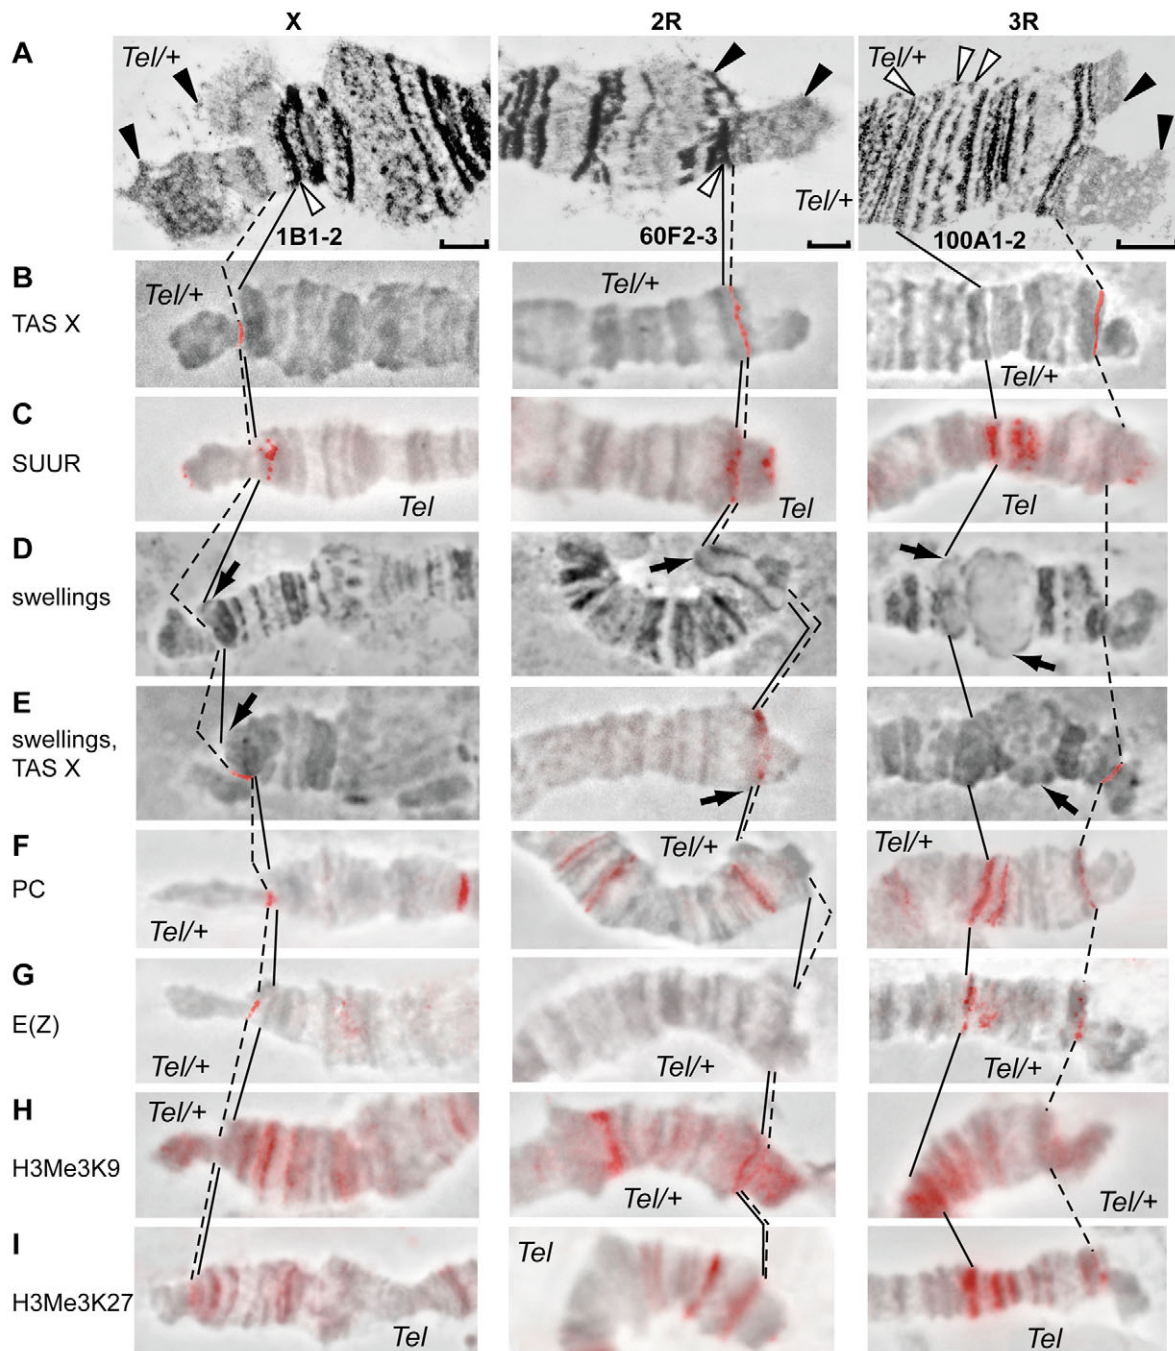 X 2R 3R
A Tel/+ Tel/+ Tel/+
1B1-2 60F2-3 100A1-2
B Tel/+ Tel/+ Tel/+
TAS X
C
SUUR Tel Tel Tel
D
swellings
E
swellings,
TAS X
F Tel/+ Tel/+
PC
Tel/+
G
E(Z)
Tel/+ Tel/+ Tel/+
H Tel/+
H3Me3K9
Tel/+ Tel/+
I Tel
H3Me3K27
Tel Tel